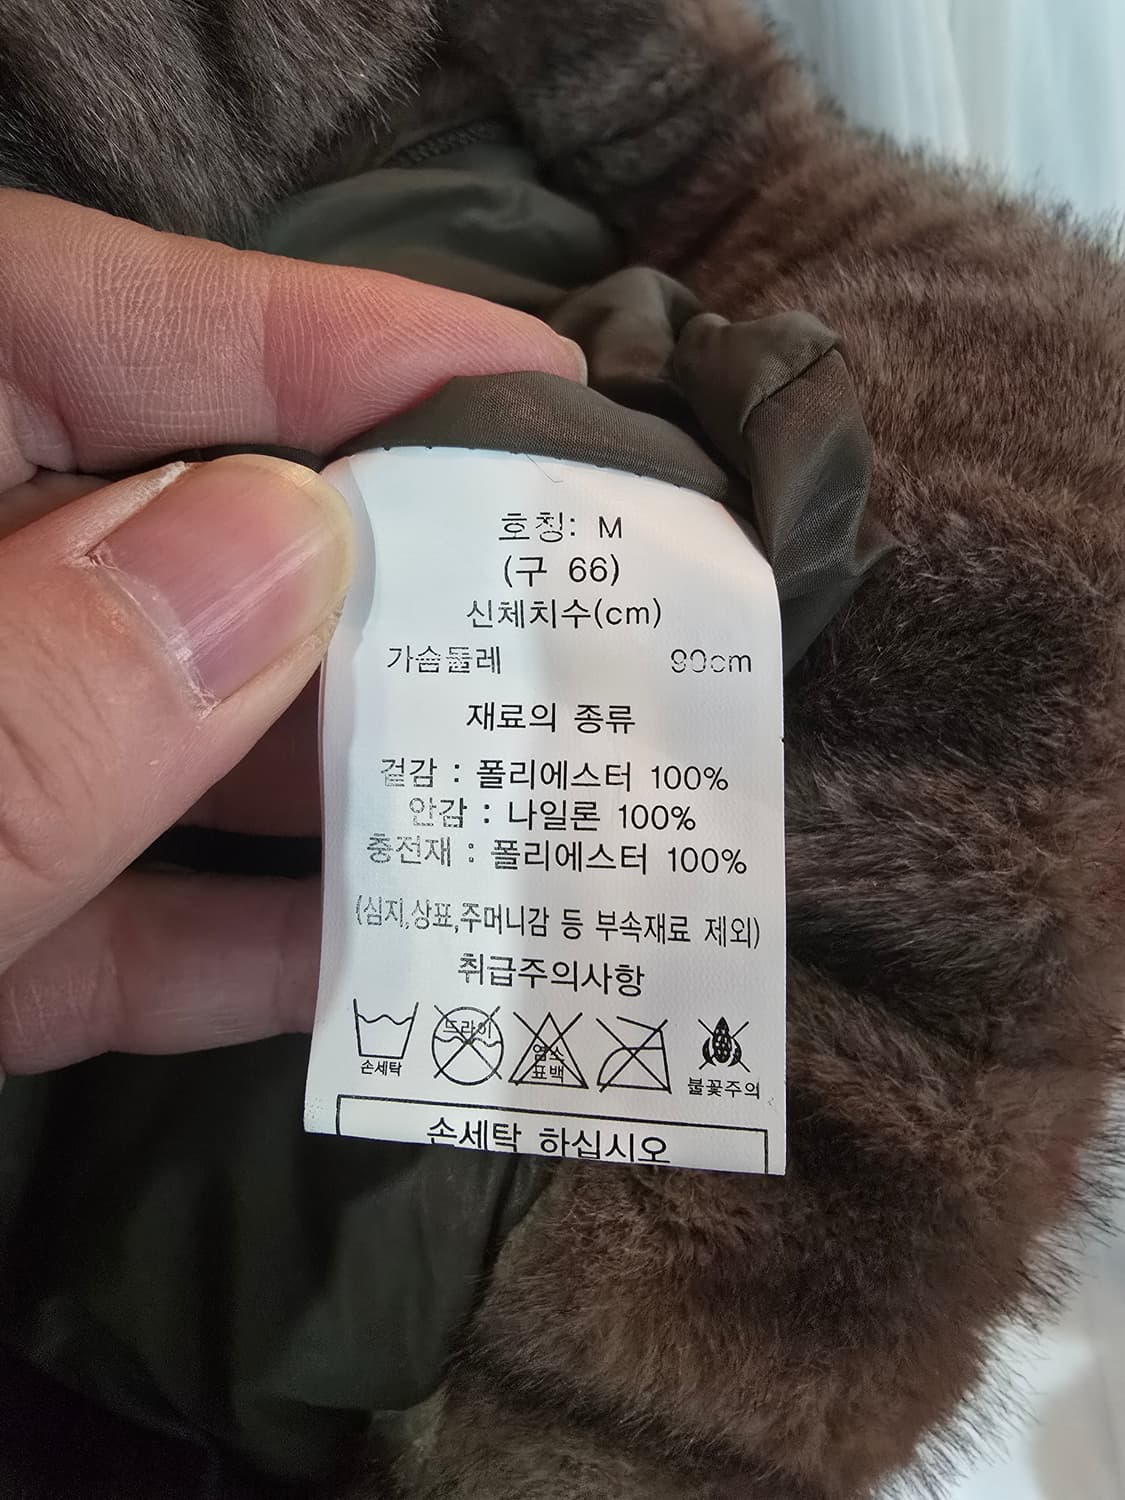 호칭: M
(구 66)
신체치수(cm)
가슴둘레 90cm
재료의 종류
겉감 : 폴리에스터 100%
안감 : 나일론 100%
충전재 : 폴리에스터 100%
(심지,상표,주머니감 등 부속재료 제외)
취급주의사항
드라이
염소
표백
손세탁
불꽃주의
손세탁 하십시오